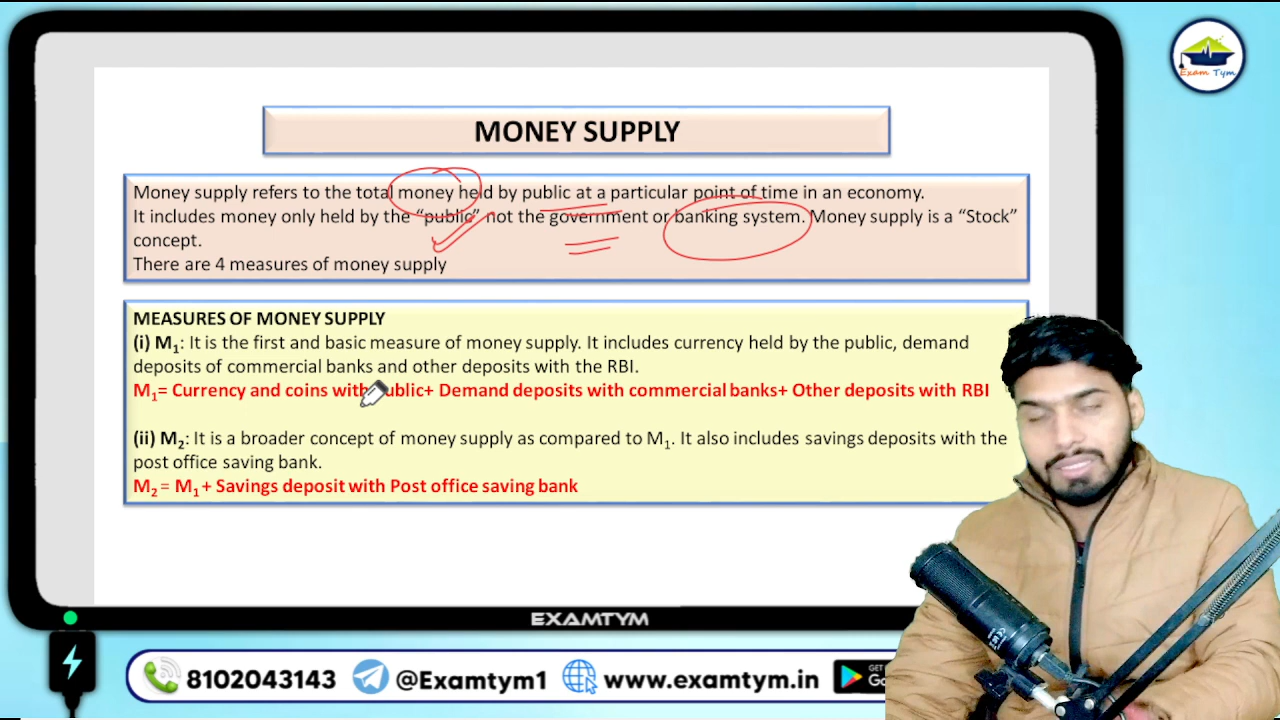 Exam Tym
MONEY SUPPLY
Money supply refers to the total money held by public at a particular point of time in an economy.
It includes money only held by the “public” not the government or banking system. Money supply is a “Stock”
concept.
There are 4 measures of money supply
MEASURES OF MONEY SUPPLY
(i) M₁: It is the first and basic measure of money supply. It includes currency held by the public, demand
deposits of commercial banks and other deposits with the RBI.
M₁= Currency and coins with public+ Demand deposits with commercial banks+ Other deposits with RBI
(ii) M₂: It is a broader concept of money supply as compared to M₁. It also includes savings deposits with the
post office saving bank.
M₂ = M₁ + Savings deposit with Post office saving bank
EXAMTYM
8102043143 @Examtym1 www.examtym.in GET